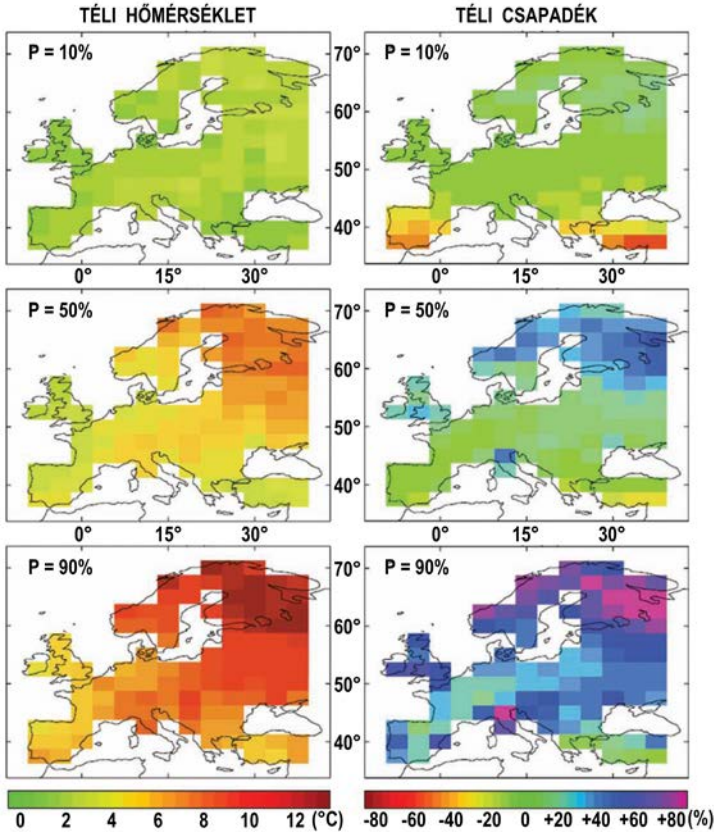 TÉLI HŐMÉRSÉKLET TÉLI CSAPADÉK
P = 10% 70° P = 10%
60°
50°
40°
0° 15° 30° 0° 15° 30°
P = 50% 70° P = 50%
60°
50°
40°
0° 15° 30° 0° 15° 30°
P = 90% 70° P = 90%
60°
50°
40°
0 2 4 6 8 10 12 (°C) -80 -60 -40 -20 0 +20 +40 +60 +80 (%)